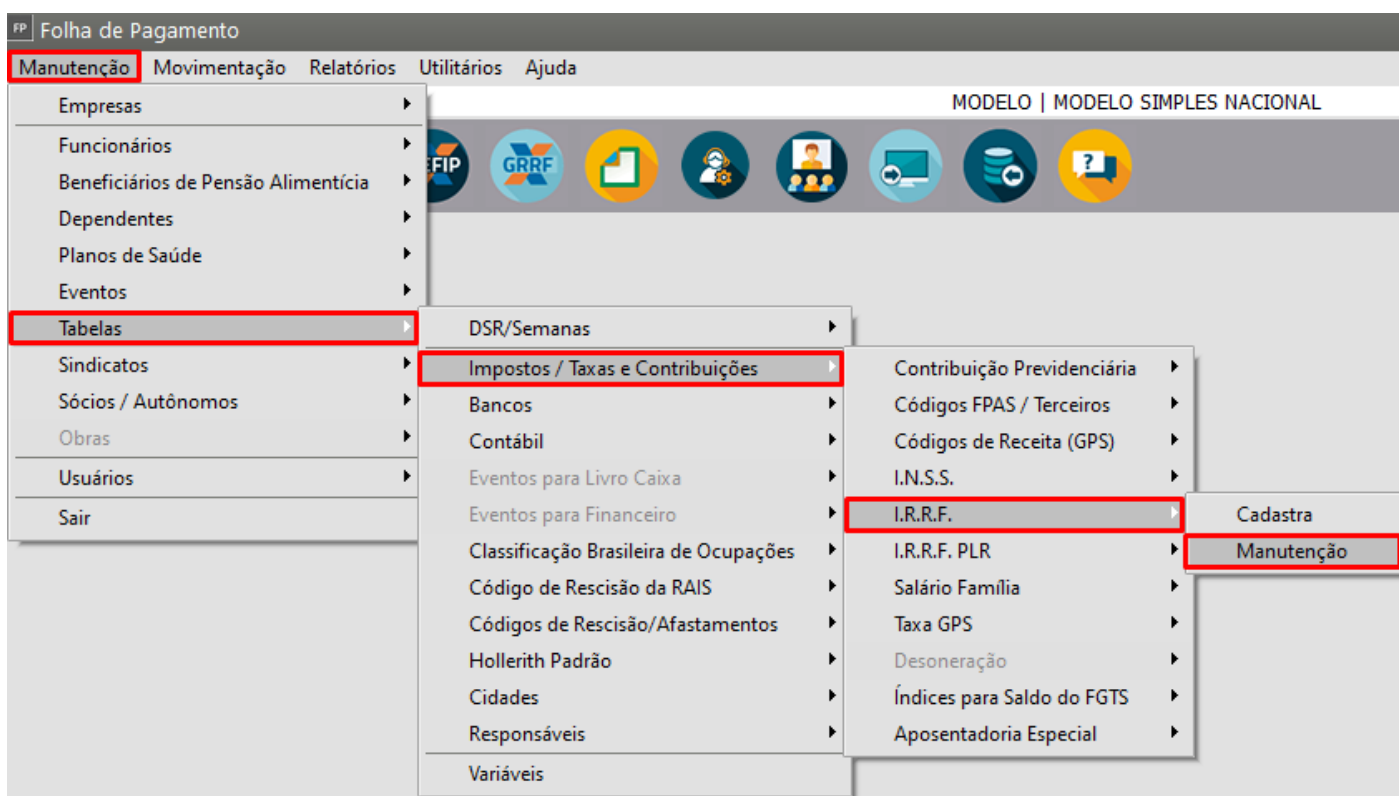 FP Folha de Pagamento
Manutenção Movimentação Relatórios Utilitários Ajuda
MODELO | MODELO SIMPLES NACIONAL
Empresas
Funcionários
Beneficiários de Pensão Alimentícia
Dependentes
Planos de Saúde
Eventos
Tabelas
Sindicatos
Sócios / Autônomos
Obras
Usuários
Sair
GRRF
DSR/Semanas
Impostos / Taxas e Contribuições
Bancos
Contábil
Eventos para Livro Caixa
Eventos para Financeiro
Classificação Brasileira de Ocupações
Código de Rescisão da RAIS
Códigos de Rescisão/Afastamentos
Hollerith Padrão
Cidades
Responsáveis
Variáveis
Contribuição Previdenciária
Códigos FPAS / Terceiros
Códigos de Receita (GPS)
I.N.S.S.
I.R.R.F.
I.R.R.F. PLR
Salário Família
Taxa GPS
Desoneração
Índices para Saldo do FGTS
Aposentadoria Especial
Cadastra
Manutenção